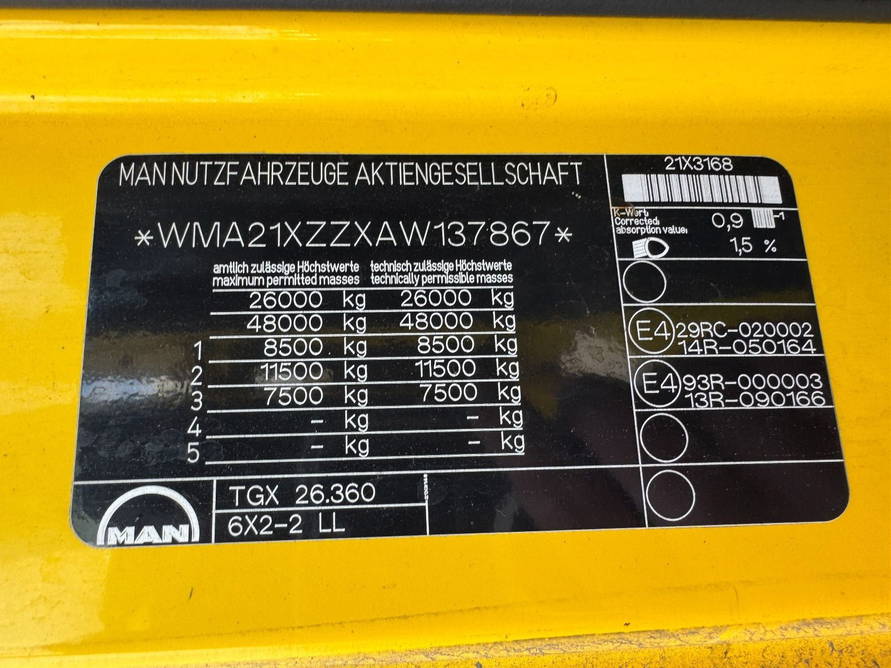 MAN NUTZFAHRZEUGE AKTIENGESELLSCHAFT
*WMA21XZZXAW137867*
amtlich zulässige Höchstwerte technisch zulässige Höchstwerte
maximum permitted masses technically permissible masses
26000 kg 26000 kg
48000 kg 48000 kg
1 8500 kg 8500 kg
2 11500 kg 11500 kg
3 7500 kg 7500 kg
4 - kg - kg
5 - kg - kg
MAN
TGX 26.360
6X2-2 LL
21X3168
K-Wert:
Corrected absorption value:
0,9 -1
1,5 %
E4 29RC-020002
14R-050164
E4 93R-000003
13R-090166